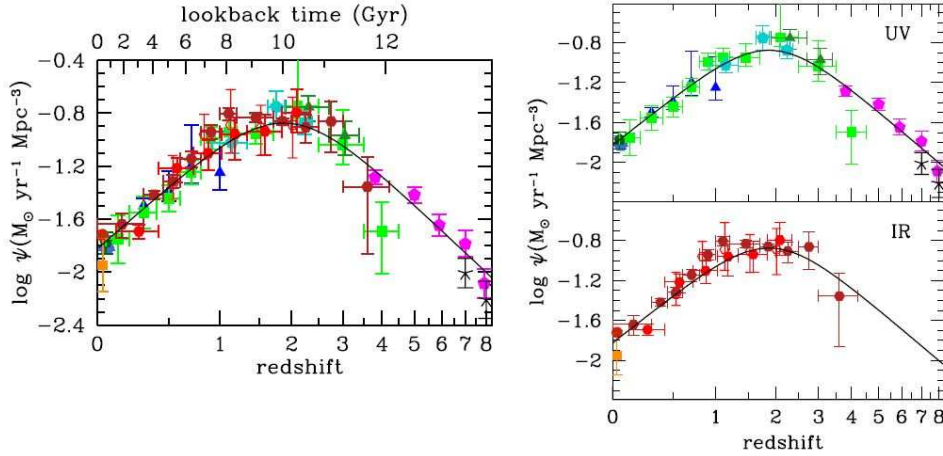 lookback time (Gyr)
0 2 4 6 8 10 12
-0.4
-0.8
-1.2
-1.6
-2
-2.4
log ψ(M⊙ yr⁻¹ Mpc⁻³)
0 1 2 3 4 5 6 7 8
redshift
UV
-0.8
-1.2
-1.6
-2
log ψ(M⊙ yr⁻¹ Mpc⁻³)
IR
-0.8
-1.2
-1.6
-2
0 1 2 3 4 5 6 7 8
redshift